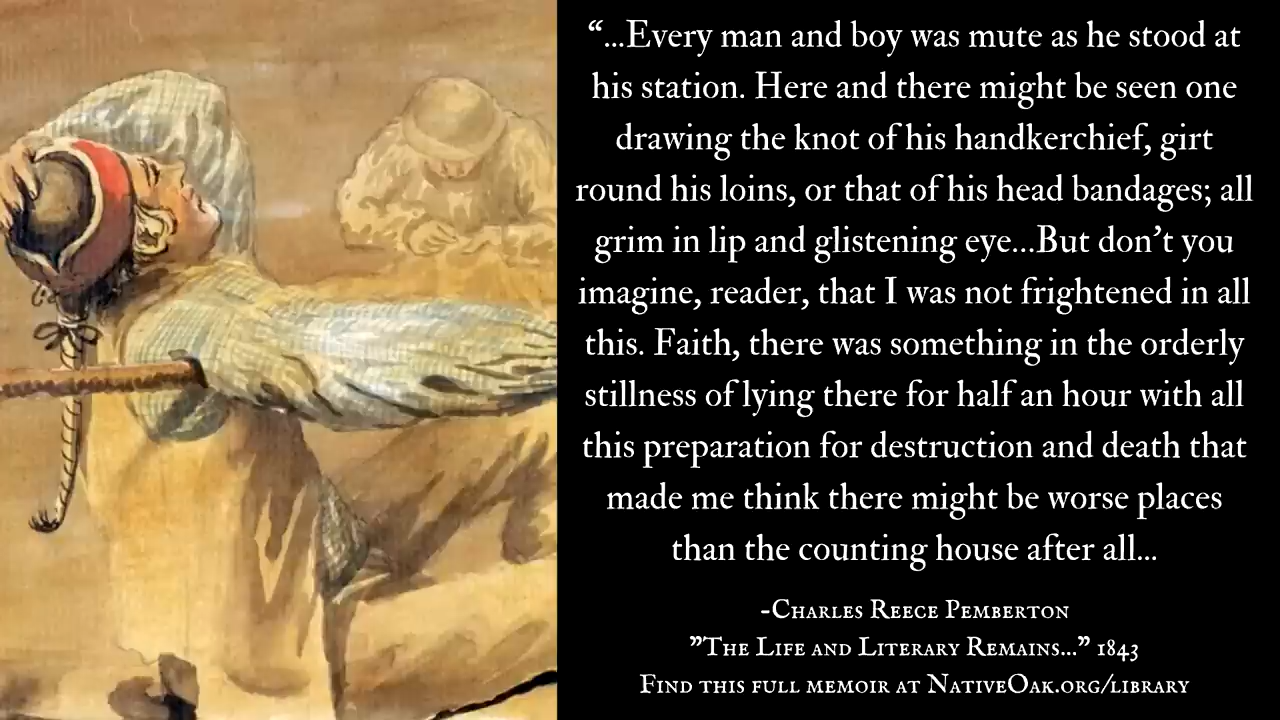 “...Every man and boy was mute as he stood at
his station. Here and there might be seen one
drawing the knot of his handkerchief, girt
round his loins, or that of his head bandages; all
grim in lip and glistening eye...But don’t you
imagine, reader, that I was not frightened in all
this. Faith, there was something in the orderly
stillness of lying there for half an hour with all
this preparation for destruction and death that
made me think there might be worse places
than the counting house after all...
-Charles Reece Pemberton
”The Life and Literary Remains...” 1843
Find this full memoir at NativeOak.org/library